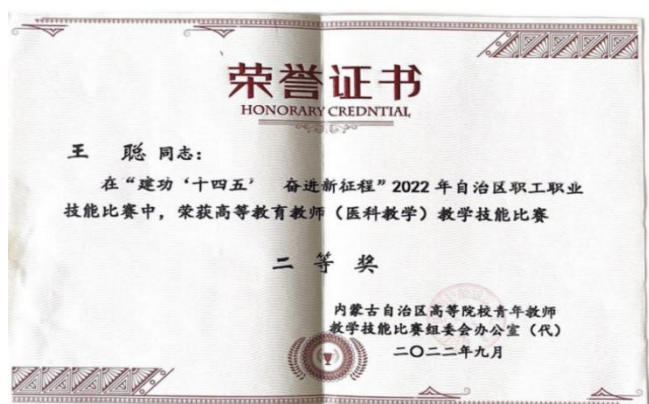 荣誉证书
HONORARY CREDNTIAL
王 聪 同志：
在“建功‘十四五’ 奋进新征程”2022年自治区职工职业
技能比赛中，荣获高等教育教师（医科教学）教学技能比赛
二 等 奖
内蒙古自治区高等院校青年教师
教学技能比赛组委会办公室（代）
二〇二二年九月